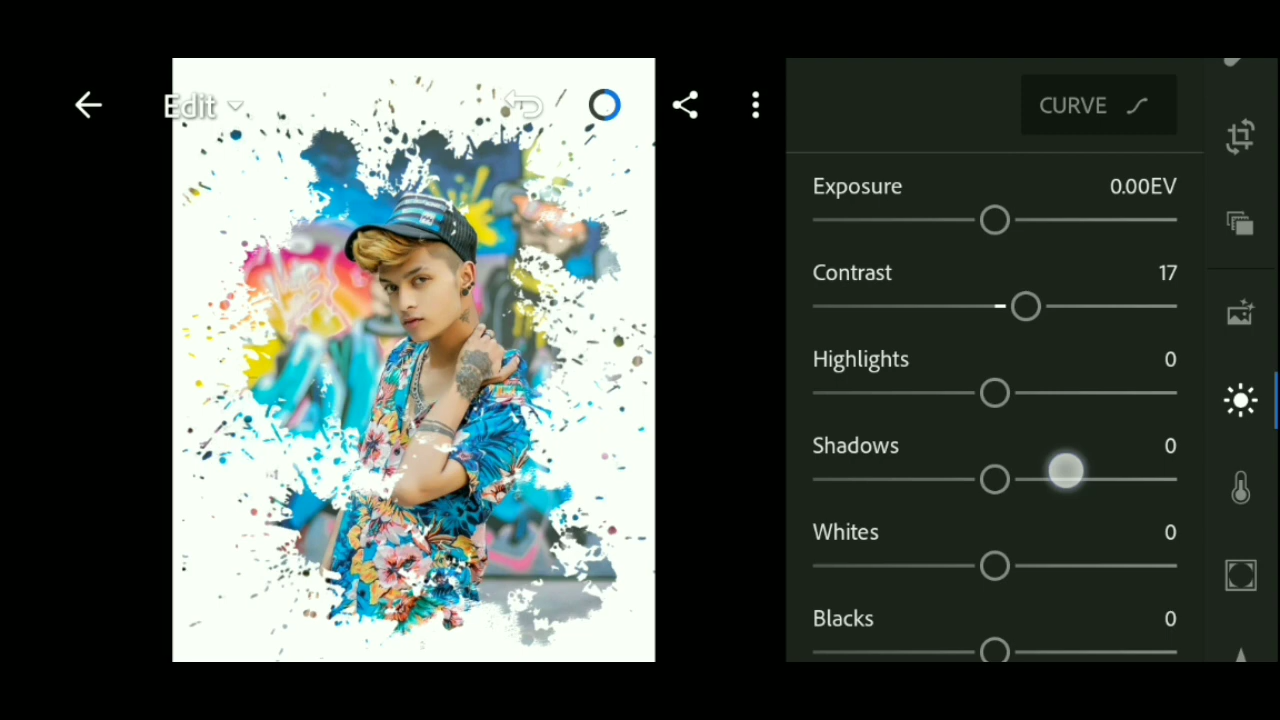 Edit
CURVE
Exposure 0.00EV
Contrast 17
Highlights 0
Shadows 0
Whites 0
Blacks 0